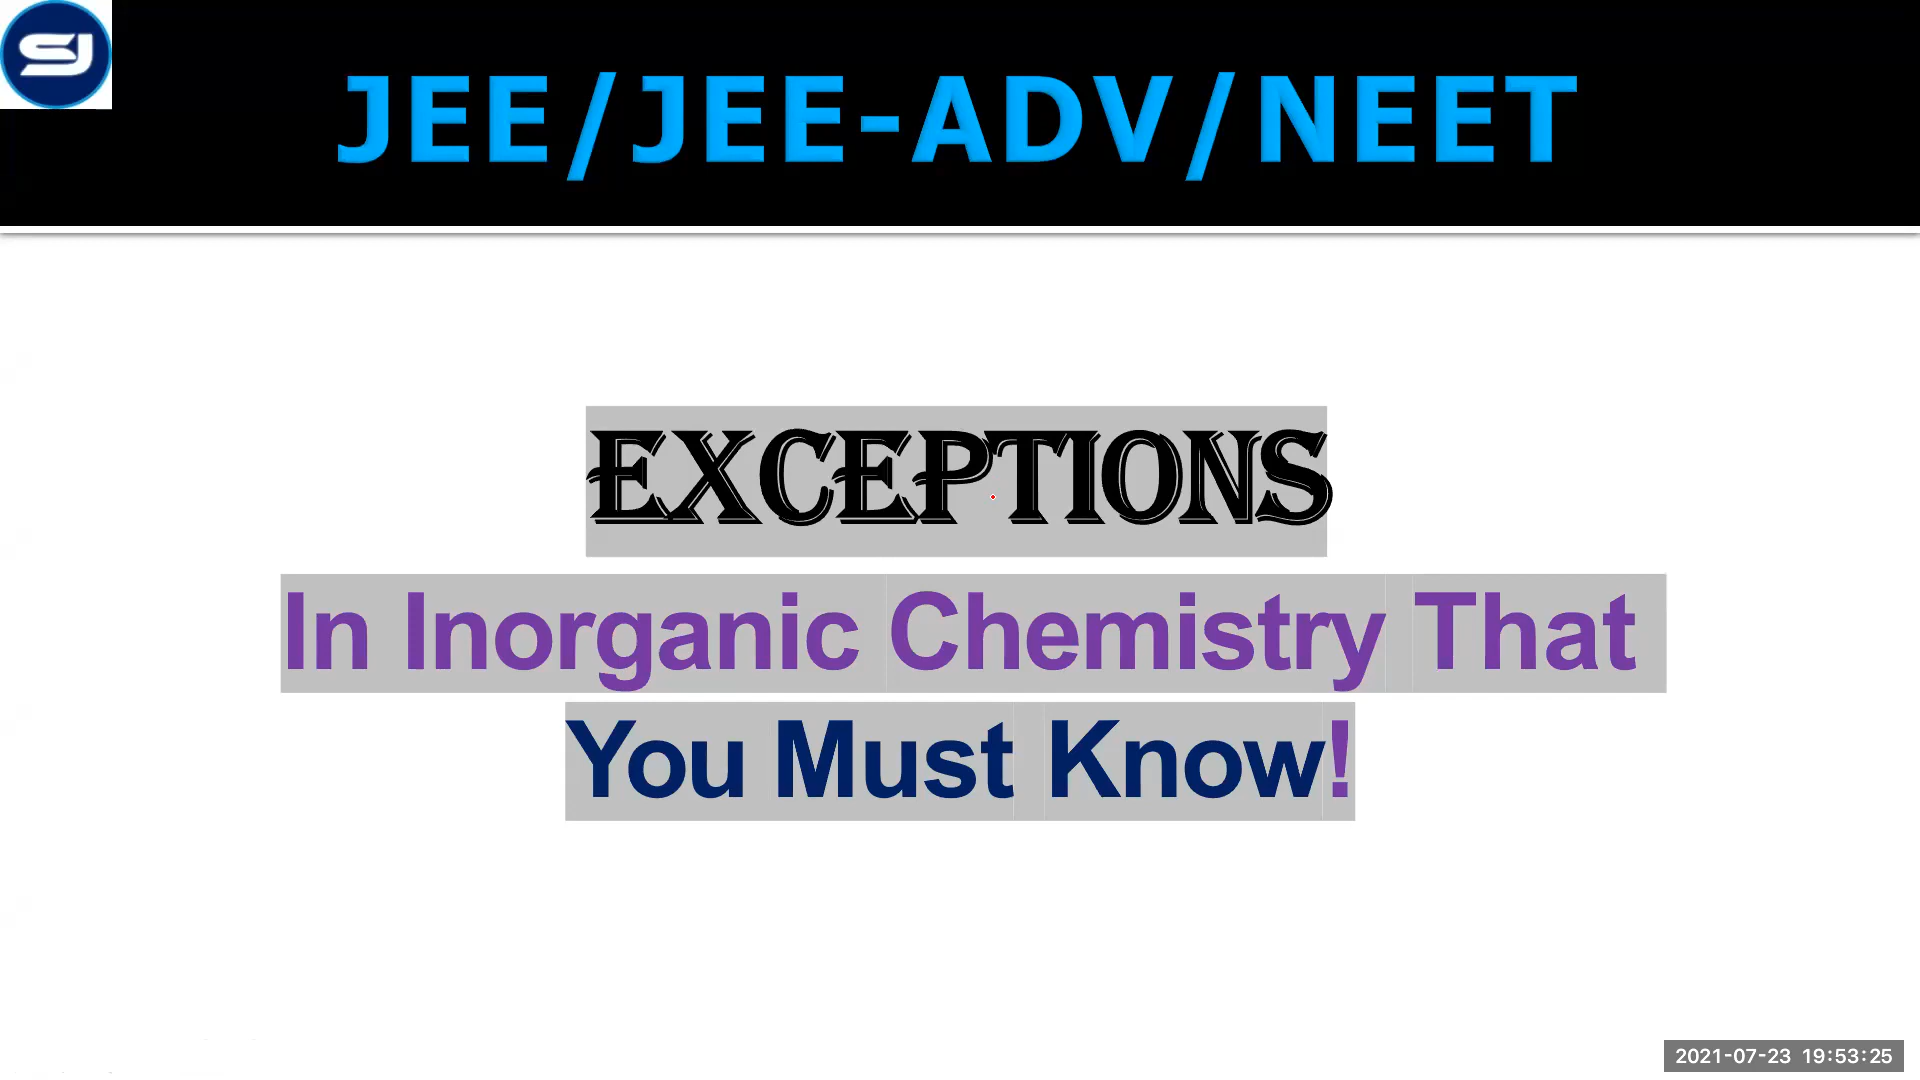 SJ
JEE/JEE-ADV/NEET
EXCEPTIONS
In Inorganic Chemistry That
You Must Know!
2021-07-23 19:53:25